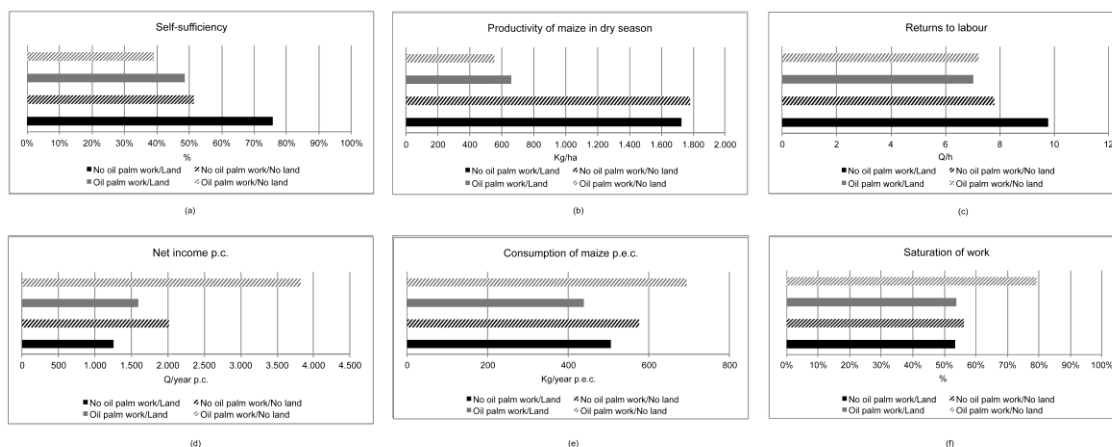 Self-sufficiency
0% 10% 20% 30% 40% 50% 60% 70% 80% 90% 100%
%
No oil palm work/Land No oil palm work/No land
Oil palm work/Land Oil palm work/No land
(a)
Productivity of maize in dry season
0 200 400 600 800 1.000 1.200 1.400 1.600 1.800 2.000
Kg/ha
No oil palm work/Land No oil palm work/No land
Oil palm work/Land Oil palm work/No land
(b)
Returns to labour
0 2 4 6 8 10 12
Q/h
No oil palm work/Land No oil palm work/No land
Oil palm work/Land Oil palm work/No land
(c)
Net income p.c.
0 500 1.000 1.500 2.000 2.500 3.000 3.500 4.000 4.500
Q/year p.c.
No oil palm work/Land No oil palm work/No land
Oil palm work/Land Oil palm work/No land
(d)
Consumption of maize p.e.c.
0 200 400 600 800
Kg/year p.e.c.
No oil palm work/Land No oil palm work/No land
Oil palm work/Land Oil palm work/No land
(e)
Saturation of work
0% 10% 20% 30% 40% 50% 60% 70% 80% 90% 100%
%
No oil palm work/Land No oil palm work/No land
Oil palm work/Land Oil palm work/No land
(f)